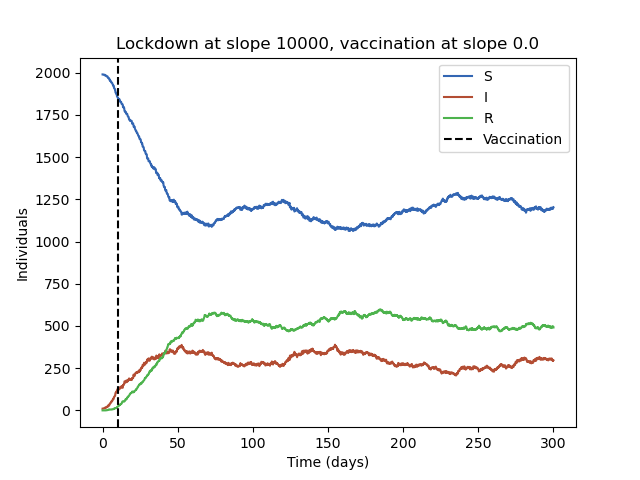 Lockdown at slope 10000, vaccination at slope 0.0
S
I
R
Vaccination
Individuals
2000
1750
1500
1250
1000
750
500
250
0
0 50 100 150 200 250 300
Time (days)